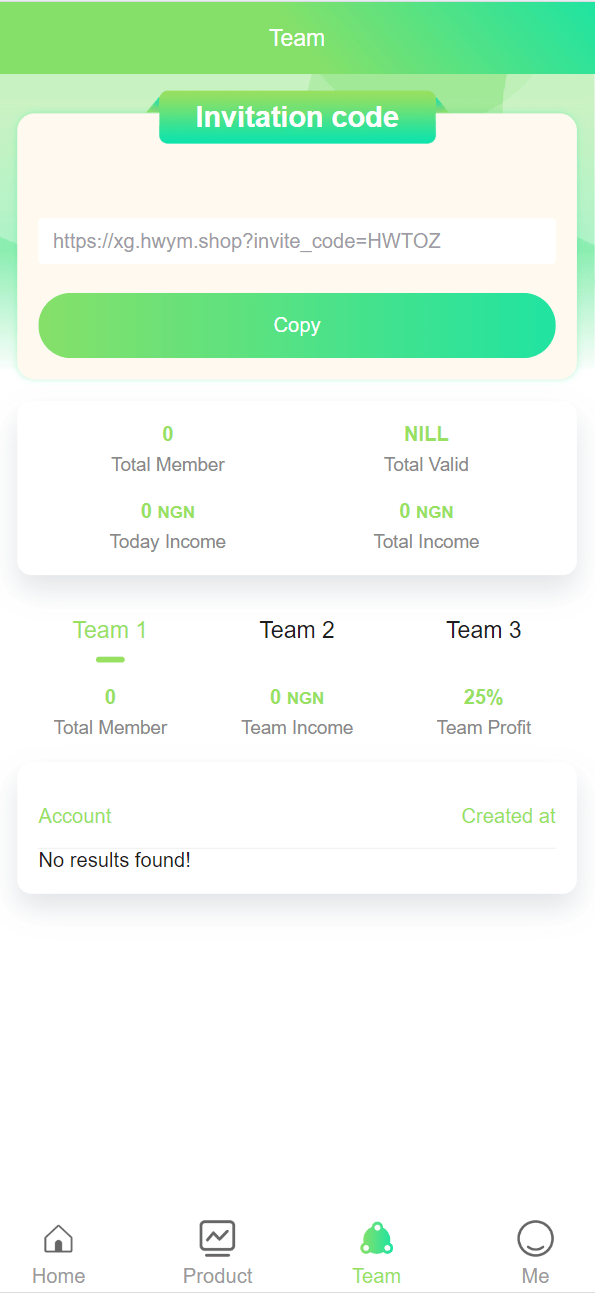 Team
Invitation code
https://xg.hwym.shop?invite_code=HWTOZ
Copy
0 NILL
Total Member Total Valid
0 NGN 0 NGN
Today Income Total Income
Team 1 Team 2 Team 3
0 0 NGN 25%
Total Member Team Income Team Profit
Account Created at
No results found!
Home Product Team Me